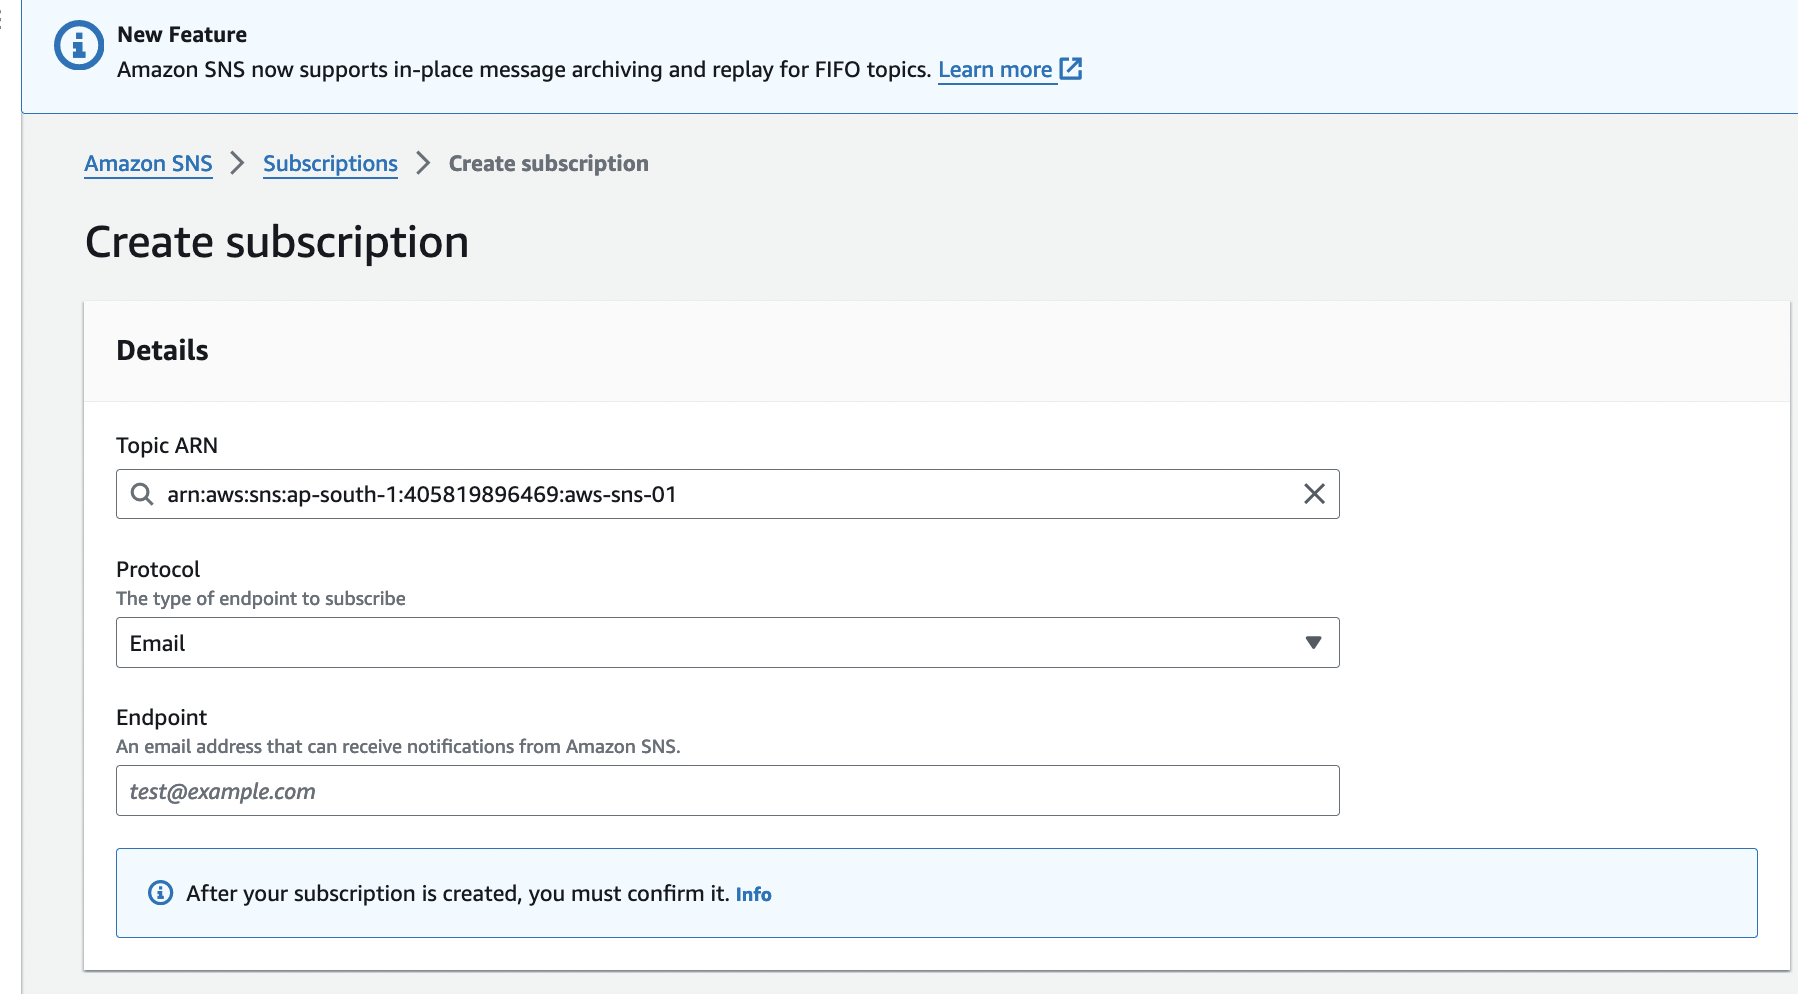 New Feature
Amazon SNS now supports in-place message archiving and replay for FIFO topics. Learn more
Amazon SNS > Subscriptions > Create subscription
Create subscription
Details
Topic ARN
arn:aws:sns:ap-south-1:405819896469:aws-sns-01
Protocol
The type of endpoint to subscribe
Email
Endpoint
An email address that can receive notifications from Amazon SNS.
test@example.com
After your subscription is created, you must confirm it. Info